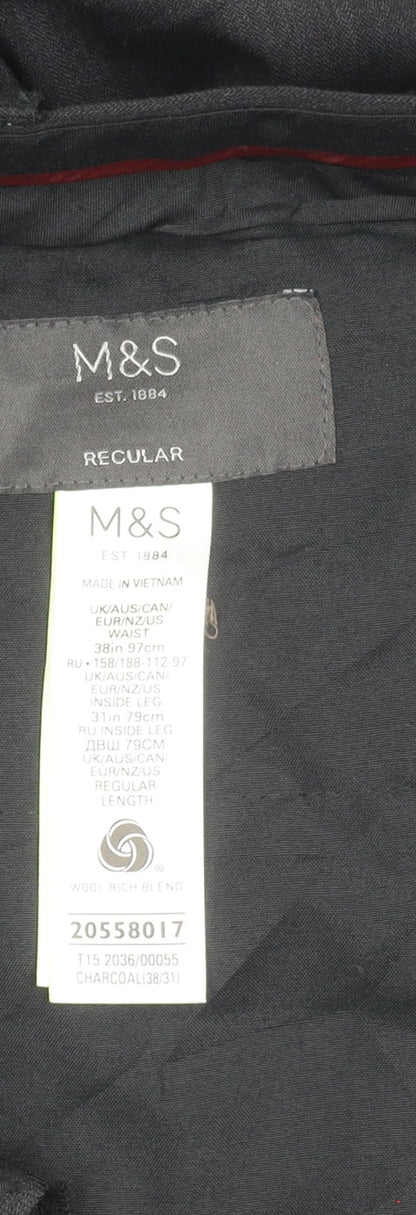 M&S
EST. 1884
REGULAR
M&S
EST 1884
MADE IN VIETNAM
UK/AUS/CAN/
EUR/NZ/US
WAIST
38in 97cm
RU • 158/188-112-97
UK/AUS/CAN/
EUR/NZ/US
INSIDE LEG
31in 79cm
RU INSIDE LEG
ДВШ 79CM
UK/AUS/CAN/
EUR/NZ/US
REGULAR
LENGTH
®
WOOL RICH BLEND
20558017
T15 2036/00055
CHARCOAL(38/31)